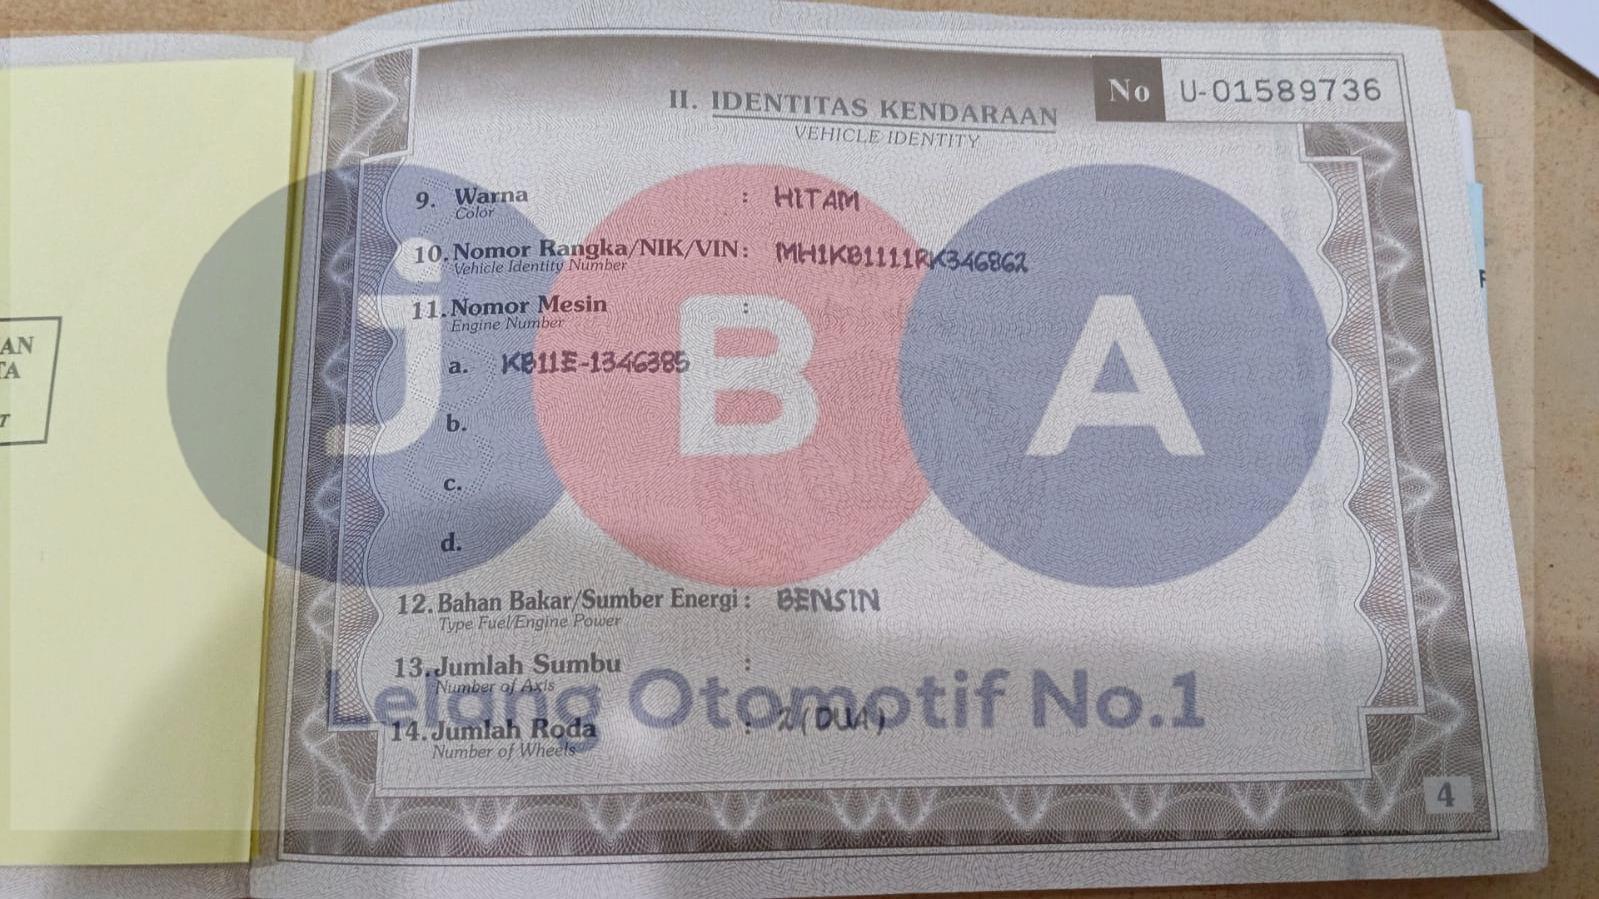 AN
TA
T
No U-01589736
II. IDENTITAS KENDARAAN
VEHICLE IDENTITY
9. Warna : HITAM
Color
10. Nomor Rangka/NIK/VIN : MH1KB1111RK346862
Vehicle Identity Number
11. Nomor Mesin :
Engine Number
a. KB11E-1346385
b.
c.
d.
12. Bahan Bakar/Sumber Energi : BENSIN
Type Fuel/Engine Power
13. Jumlah Sumbu :
Number of Axis
14. Jumlah Roda : 2 (DUA)
Number of Wheels
4
jBA
Lelang Otomotif No.1